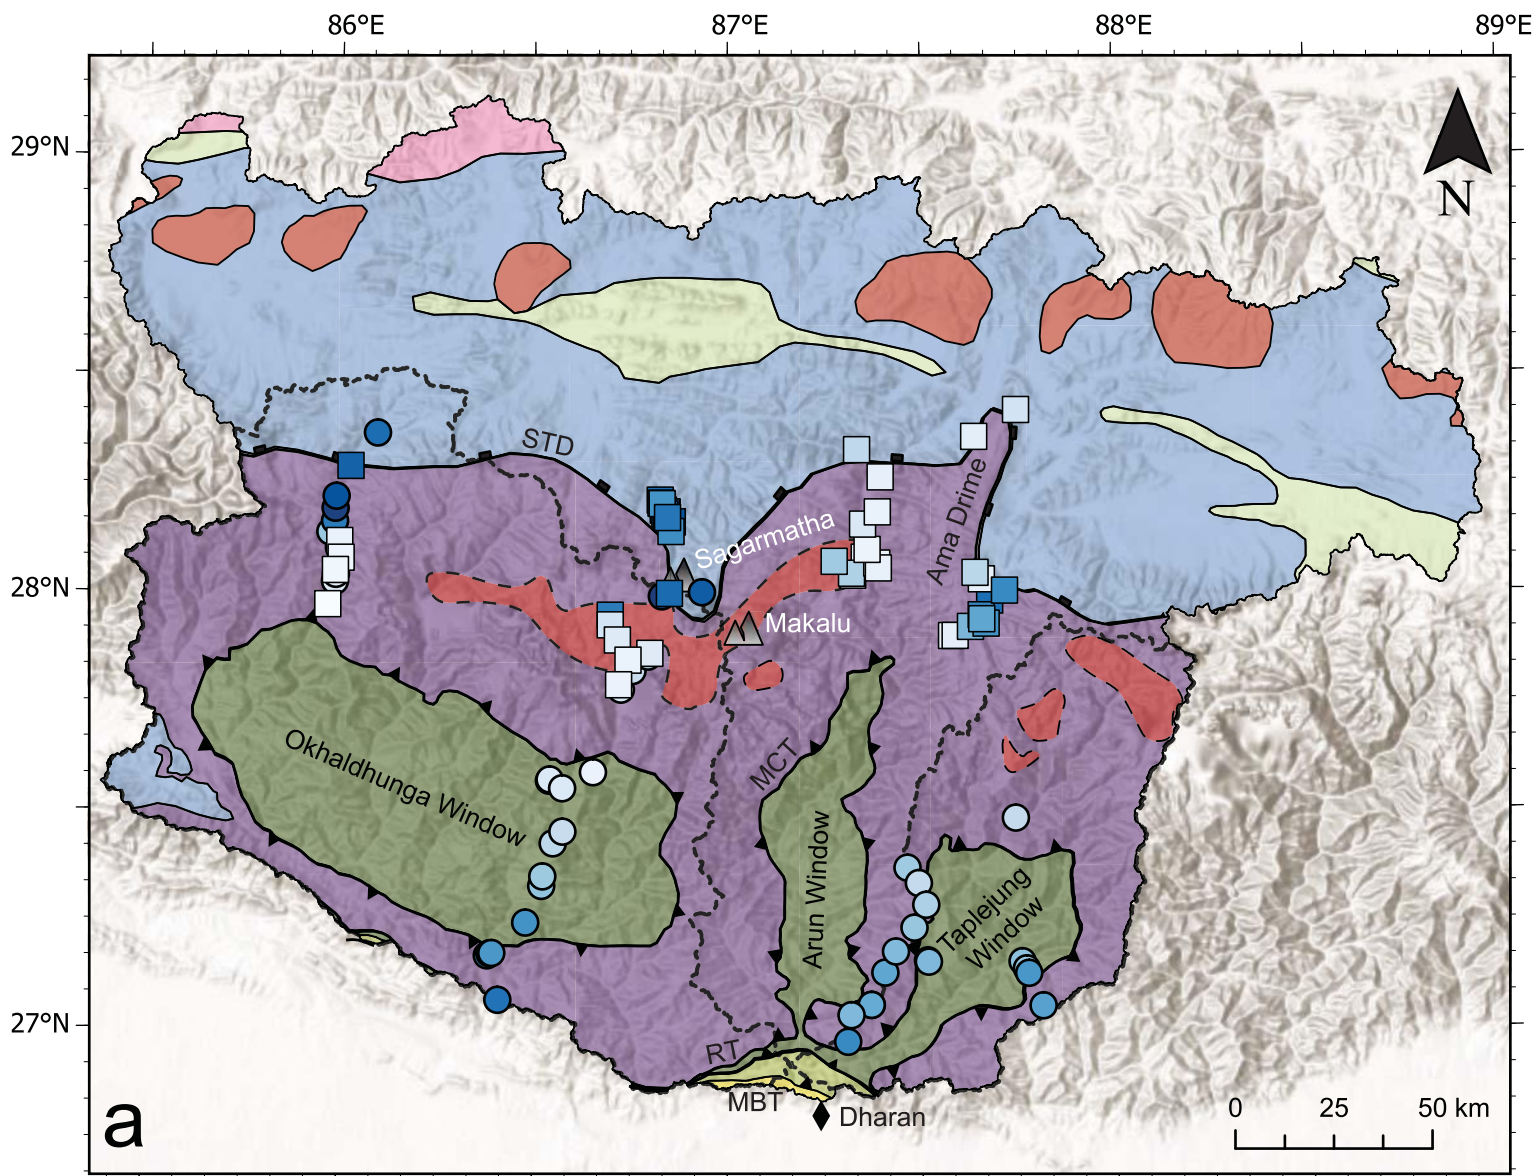 86°E 87°E 88°E 89°E
29°N
N
STD
Sagarmatha
Ama Drime
28°N
Makalu
Okhaldhunga Window
MCT
Arun Window
Taplejung
Window
27°N
RT
MBT
Dharan
0 25 50 km
a